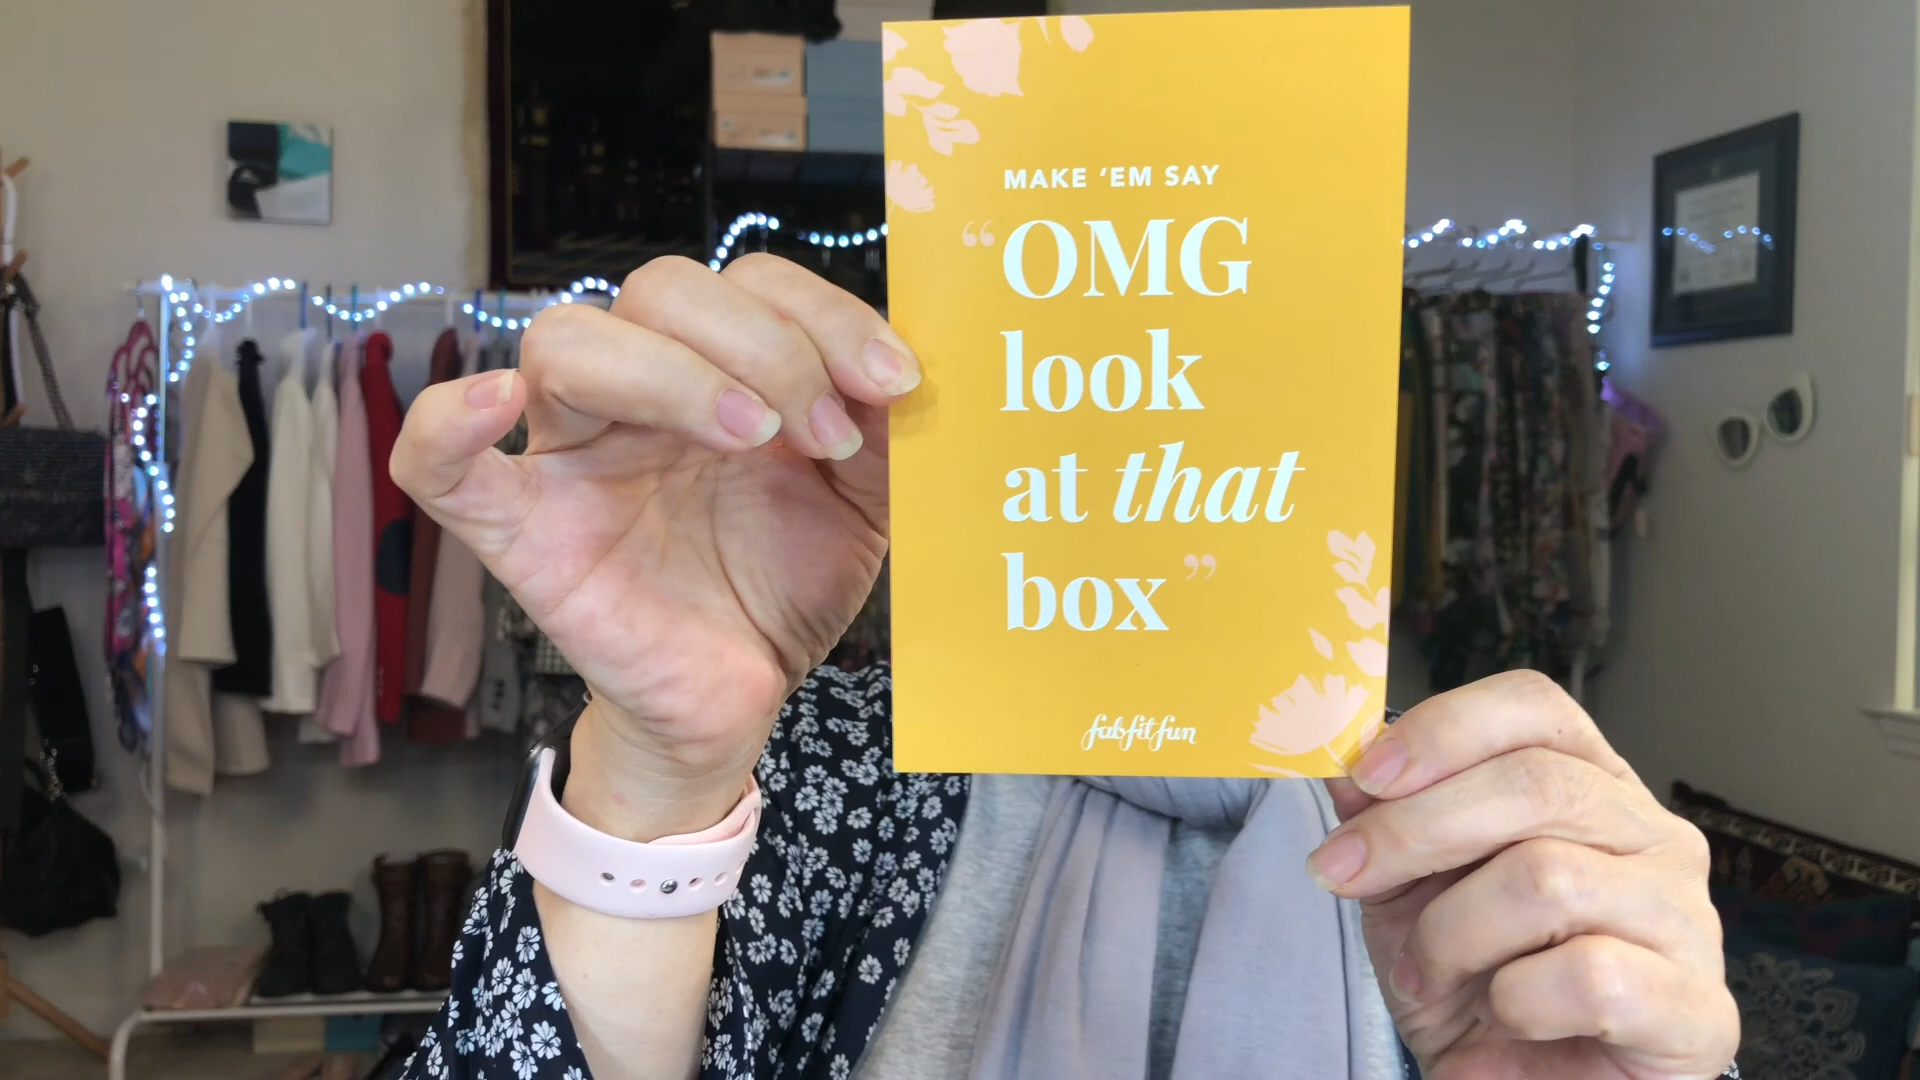 MAKE ‘EM SAY
“OMG
look
at that
box”
fabfitfun